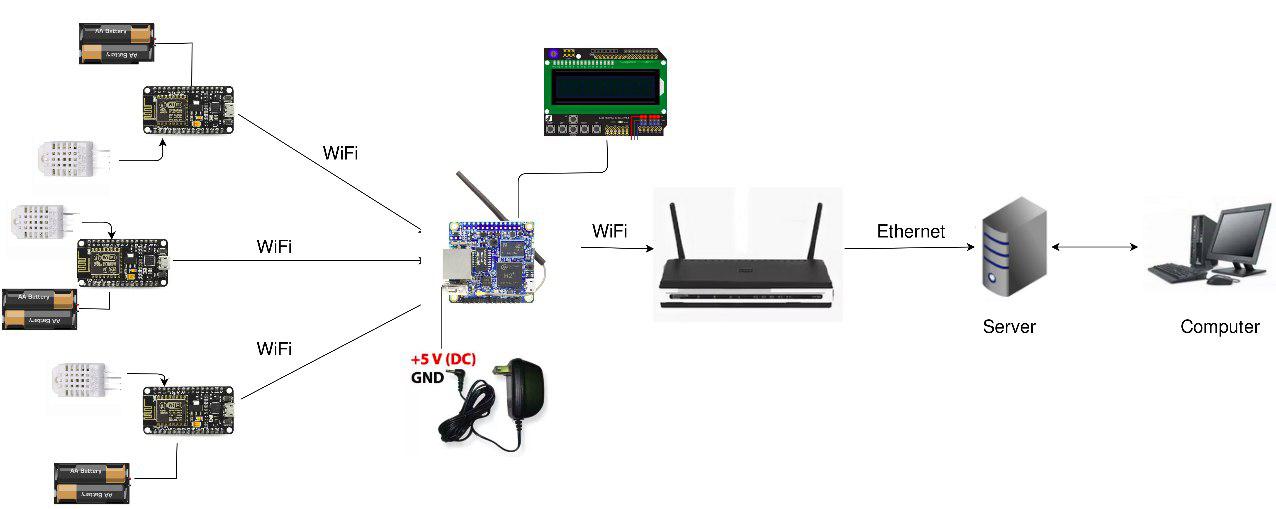 AA Battery
AA Battery
WiFi
WiFi
AA Battery
AA Battery
WiFi
AA Battery
AA Battery
+5 V (DC)
GND
H2+
WiFi
Ethernet
Server
Computer